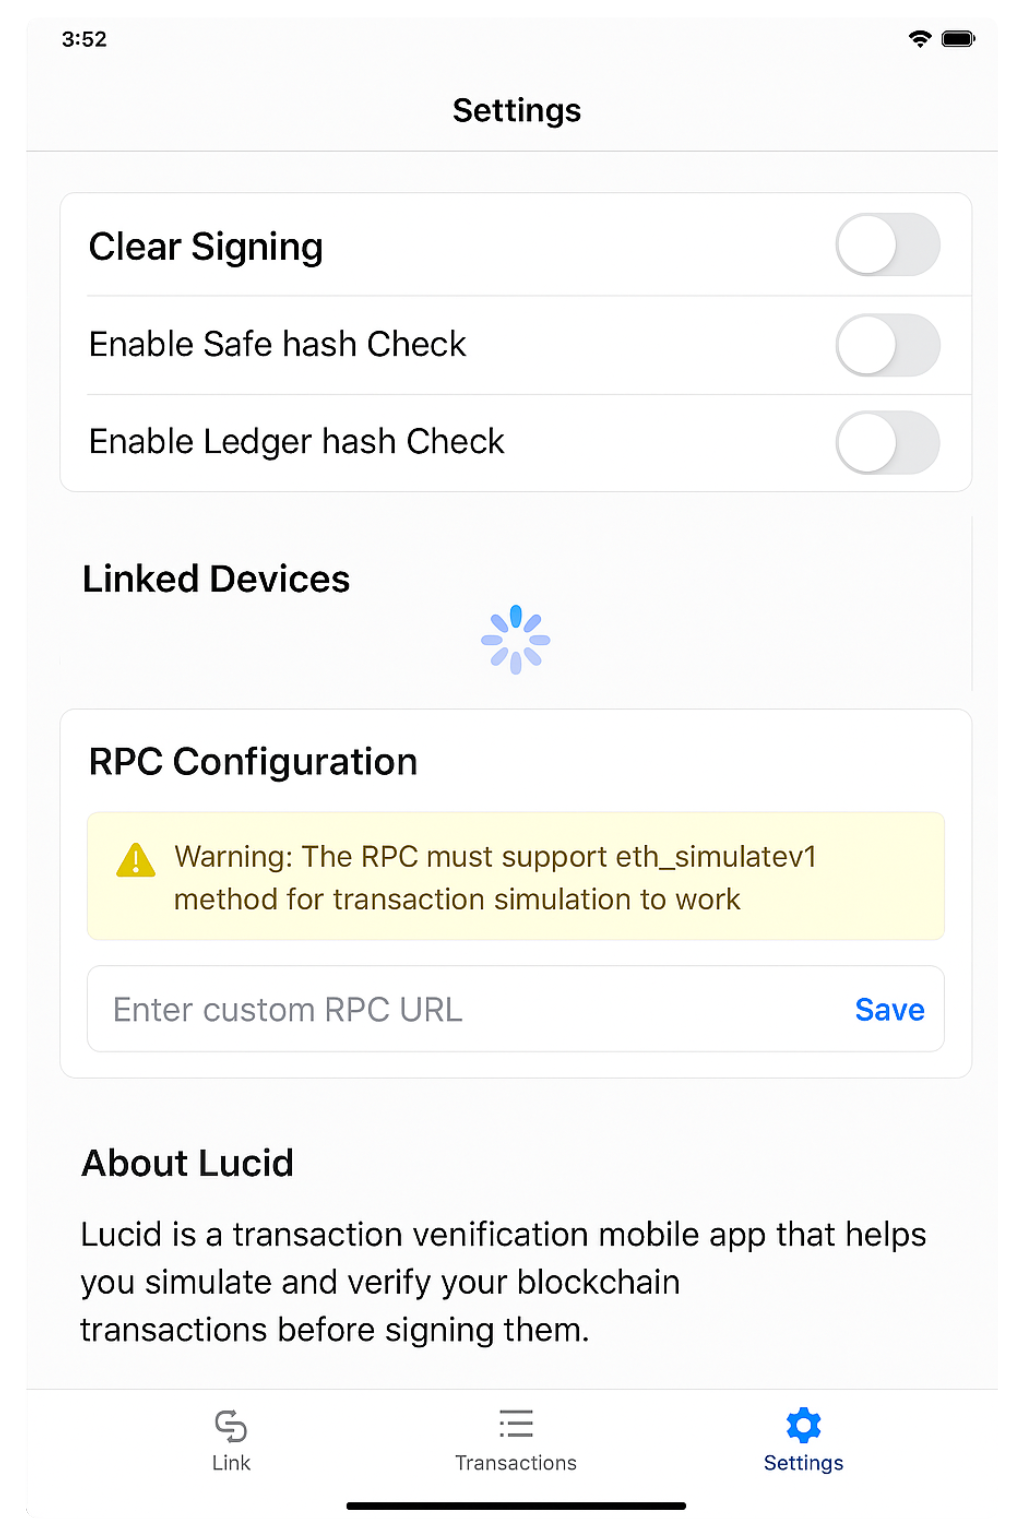 3:52
Settings
Clear Signing
Enable Safe hash Check
Enable Ledger hash Check
Linked Devices
RPC Configuration
Warning: The RPC must support eth_simulatev1
method for transaction simulation to work
Enter custom RPC URL
Save
About Lucid
Lucid is a transaction venification mobile app that helps
you simulate and verify your blockchain
transactions before signing them.
Link
Transactions
Settings